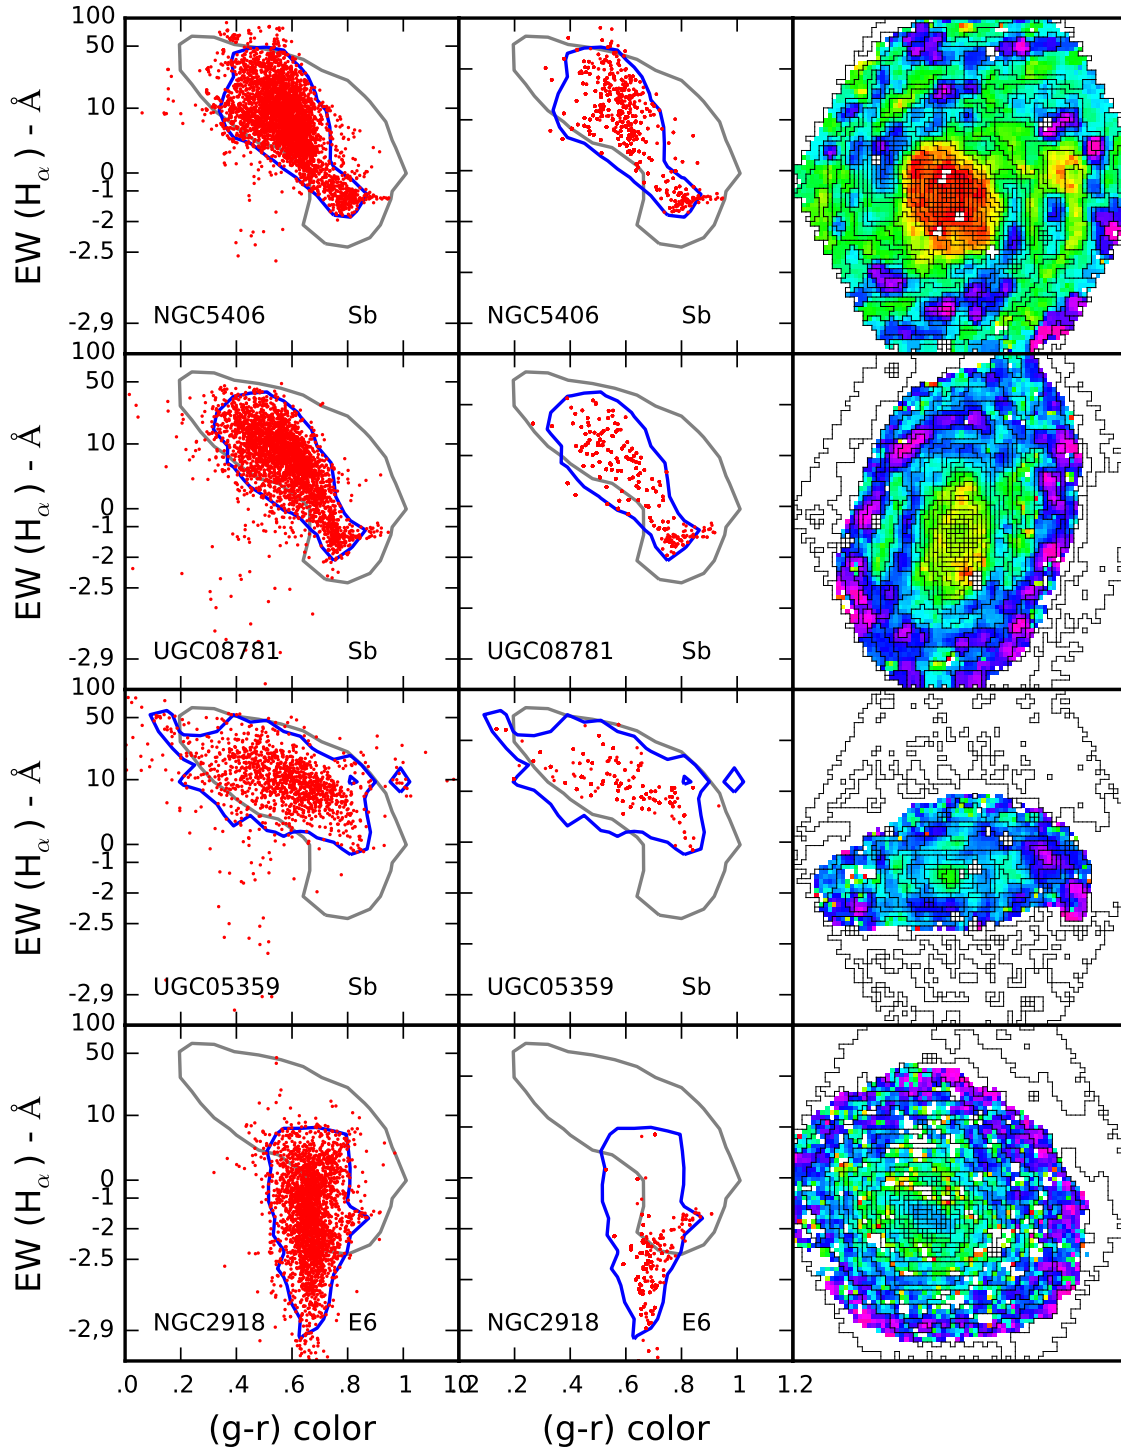 100
50
10
0
-1
-2
-2.5
-2.9
EW (Hα) - Å
NGC5406 Sb
NGC5406 Sb
100
50
10
0
-1
-2
-2.5
-2.9
EW (Hα) - Å
UGC08781 Sb
UGC08781 Sb
100
50
10
0
-1
-2
-2.5
-2.9
EW (Hα) - Å
UGC05359 Sb
UGC05359 Sb
100
50
10
0
-1
-2
-2.5
-2.9
EW (Hα) - Å
NGC2918 E6
NGC2918 E6
.0 .2 .4 .6 .8 1 .2 .4 .6 .8 1 1.2
(g-r) color (g-r) color